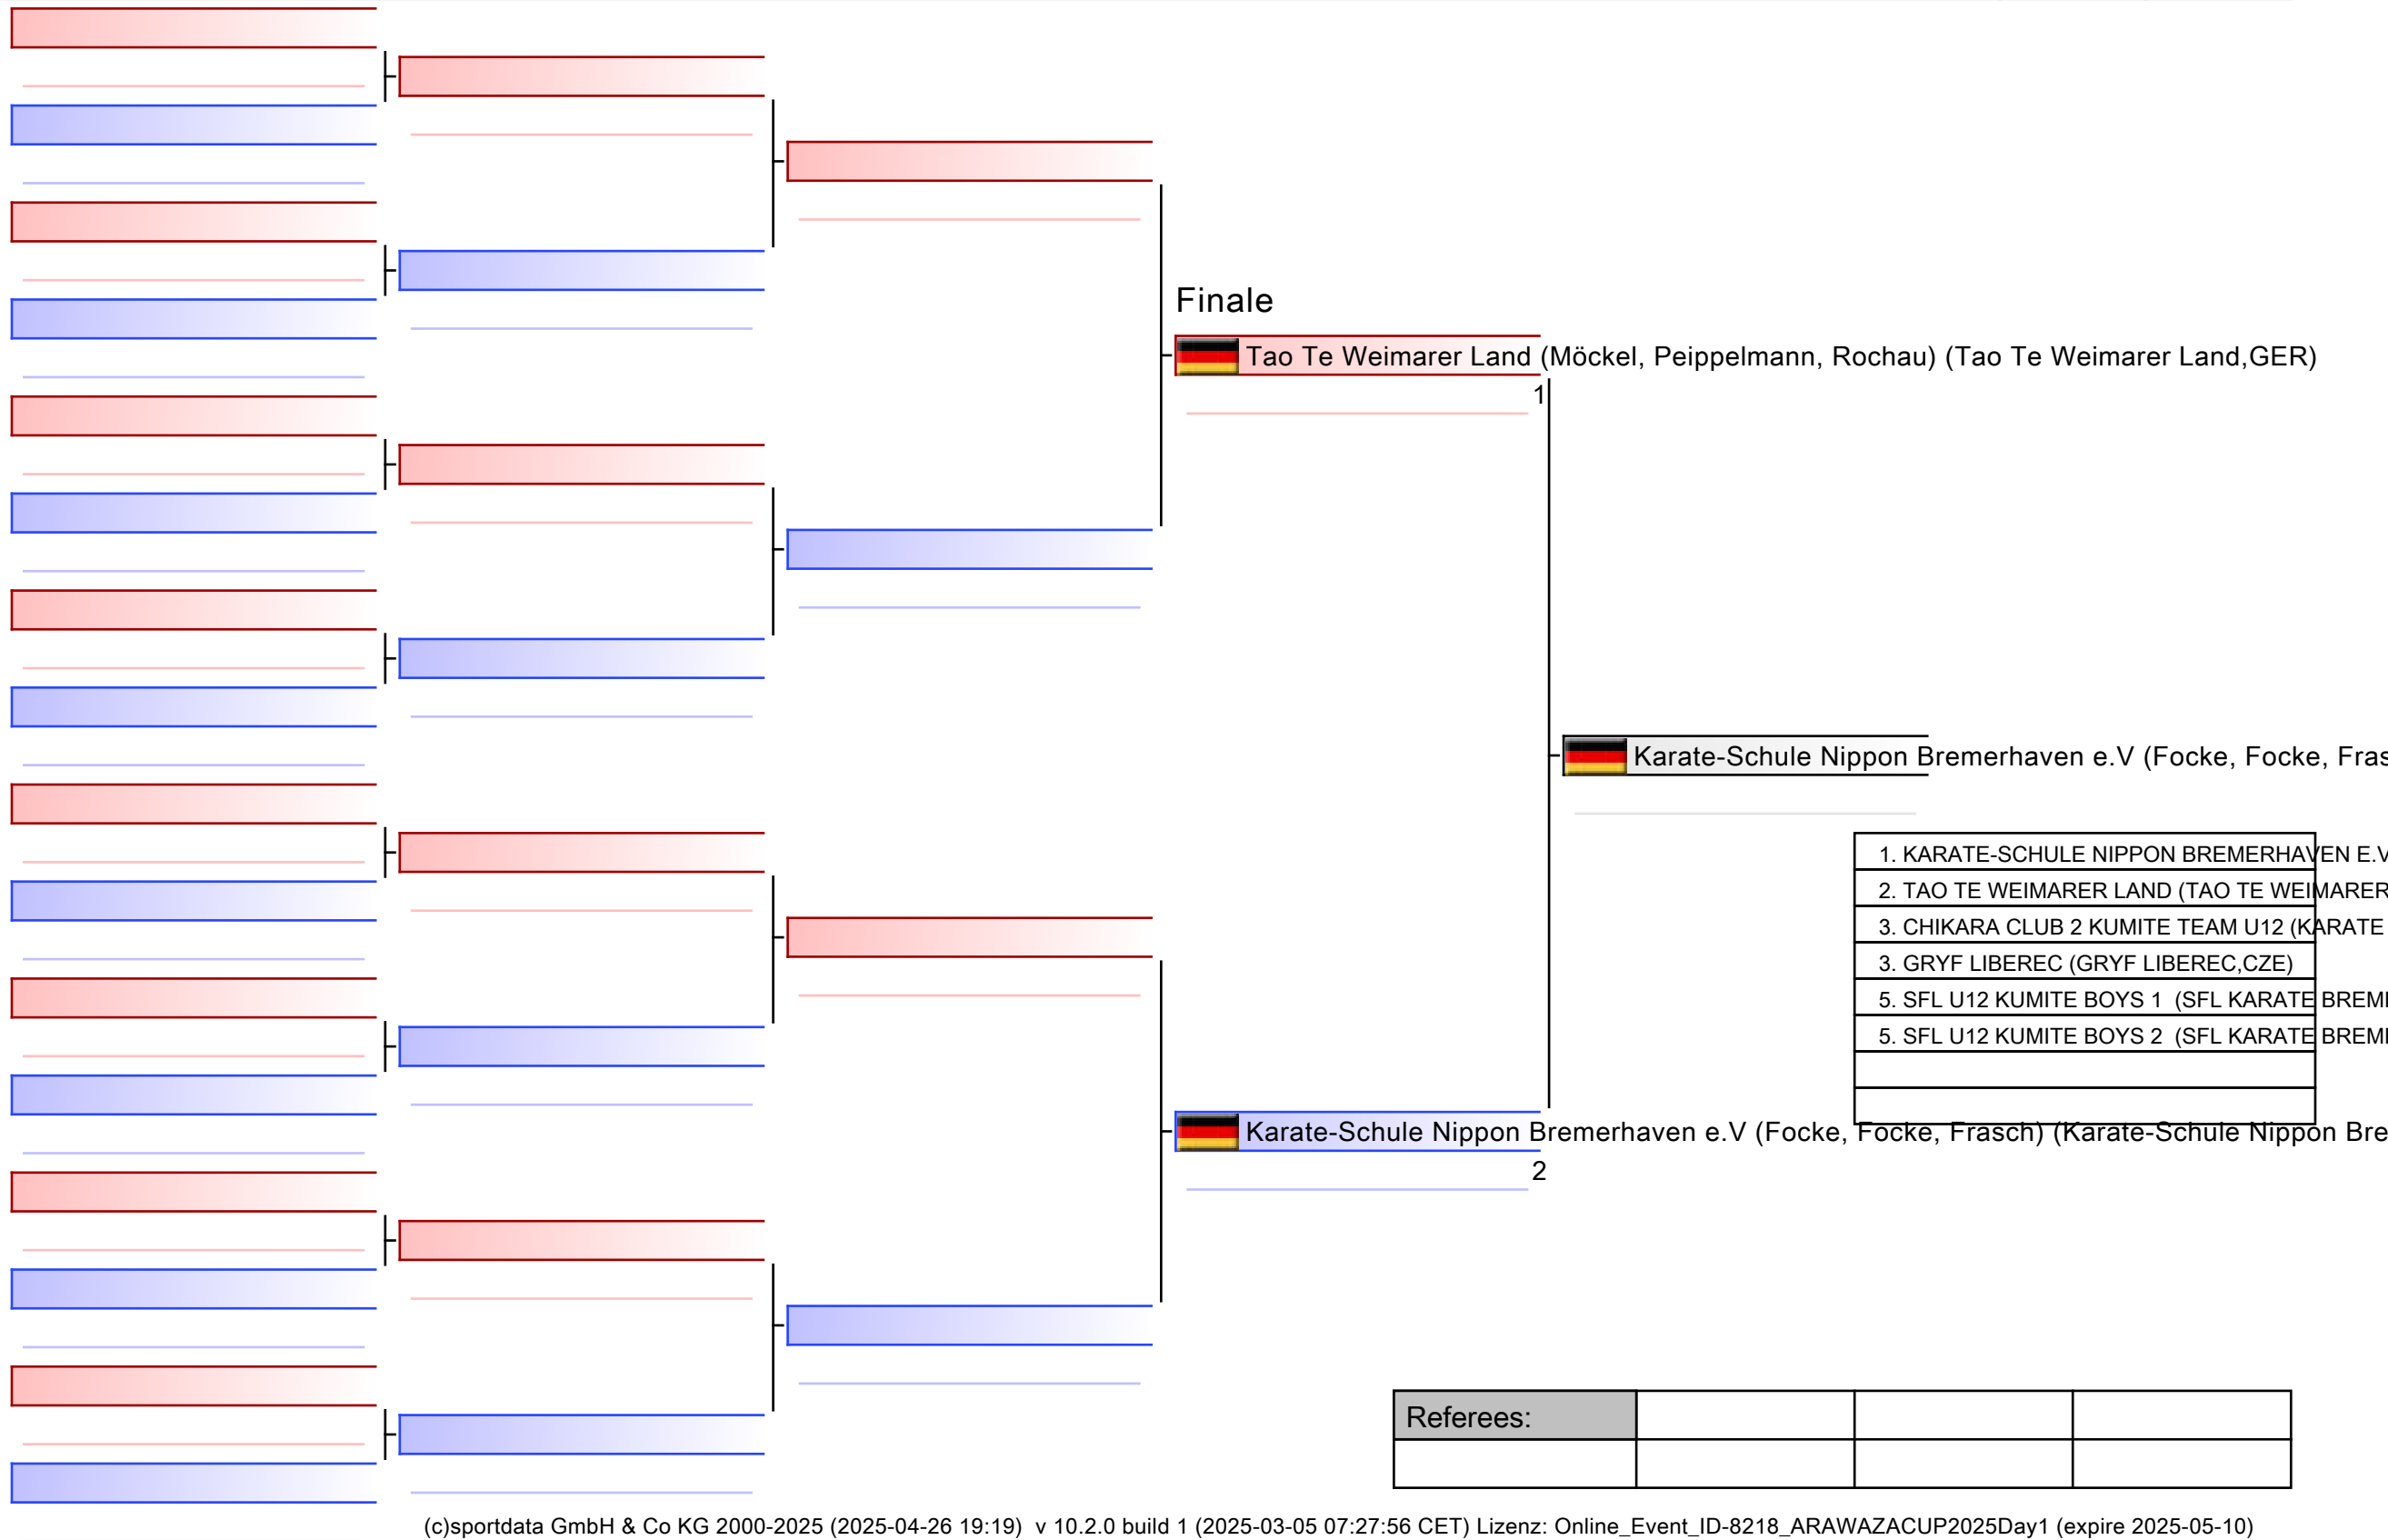 Finale
Tao Te Weimarer Land (Möckel, Peippelmann, Rochau) (Tao Te Weimarer Land,GER)
1
Karate-Schule Nippon Bremerhaven e.V (Focke, Focke, Fras
1. KARATE-SCHULE NIPPON BREMERHAVEN E.V
2. TAO TE WEIMARER LAND (TAO TE WEIMARER
3. CHIKARA CLUB 2 KUMITE TEAM U12 (KARATE
3. GRYF LIBEREC (GRYF LIBEREC,CZE)
5. SFL U12 KUMITE BOYS 1 (SFL KARATE BREM
5. SFL U12 KUMITE BOYS 2 (SFL KARATE BREM
Karate-Schule Nippon Bremerhaven e.V (Focke, Focke, Frasch) (Karate-Schule Nippon Bre
2
Referees:
(c)sportdata GmbH & Co KG 2000-2025 (2025-04-26 19:19) v 10.2.0 build 1 (2025-03-05 07:27:56 CET) Lizenz: Online_Event_ID-8218_ARAWAZACUP2025Day1 (expire 2025-05-10)